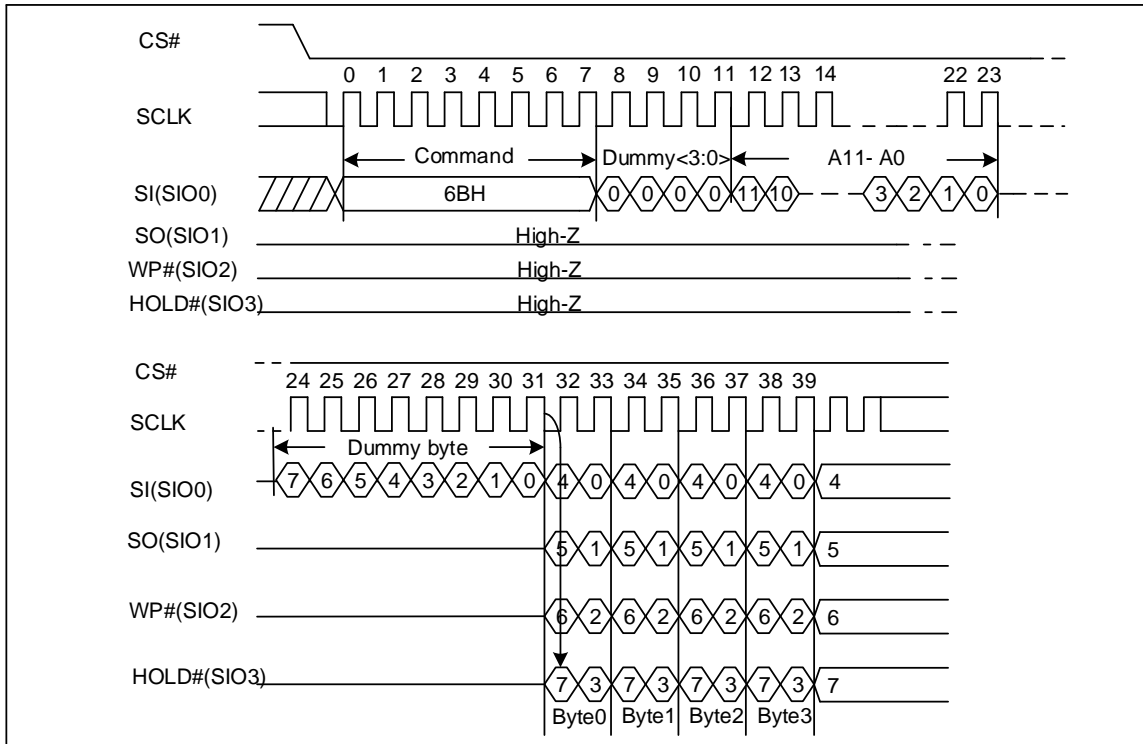 CS#
0 1 2 3 4 5 6 7 8 9 10 11 12 13 14 22 23
SCLK
Command Dummy<3:0> A11- A0
SI(SIO0) 6BH 0 0 0 0 11 10 3 2 1 0
SO(SIO1) High-Z
WP#(SIO2) High-Z
HOLD#(SIO3) High-Z
CS#
24 25 26 27 28 29 30 31 32 33 34 35 36 37 38 39
SCLK
Dummy byte
SI(SIO0) 7 6 5 4 3 2 1 0 4 0 4 0 4 0 4 0 4
SO(SIO1) 5 1 5 1 5 1 5 1 5
WP#(SIO2) 6 2 6 2 6 2 6 2 6
HOLD#(SIO3) 7 3 7 3 7 3 7 3 7
Byte0 Byte1 Byte2 Byte3